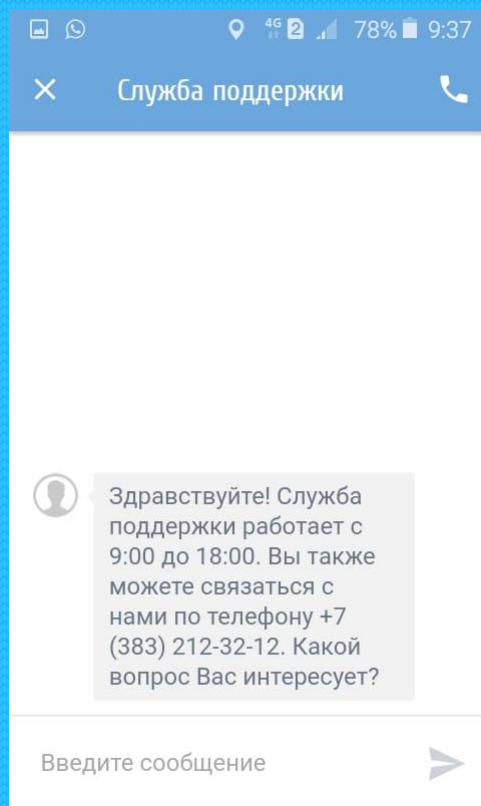 4G 2 78% 9:37
Служба поддержки
Здравствуйте! Служба
поддержки работает с
9:00 до 18:00. Вы также
можете связаться с
нами по телефону +7
(383) 212-32-12. Какой
вопрос Вас интересует?
Введите сообщение